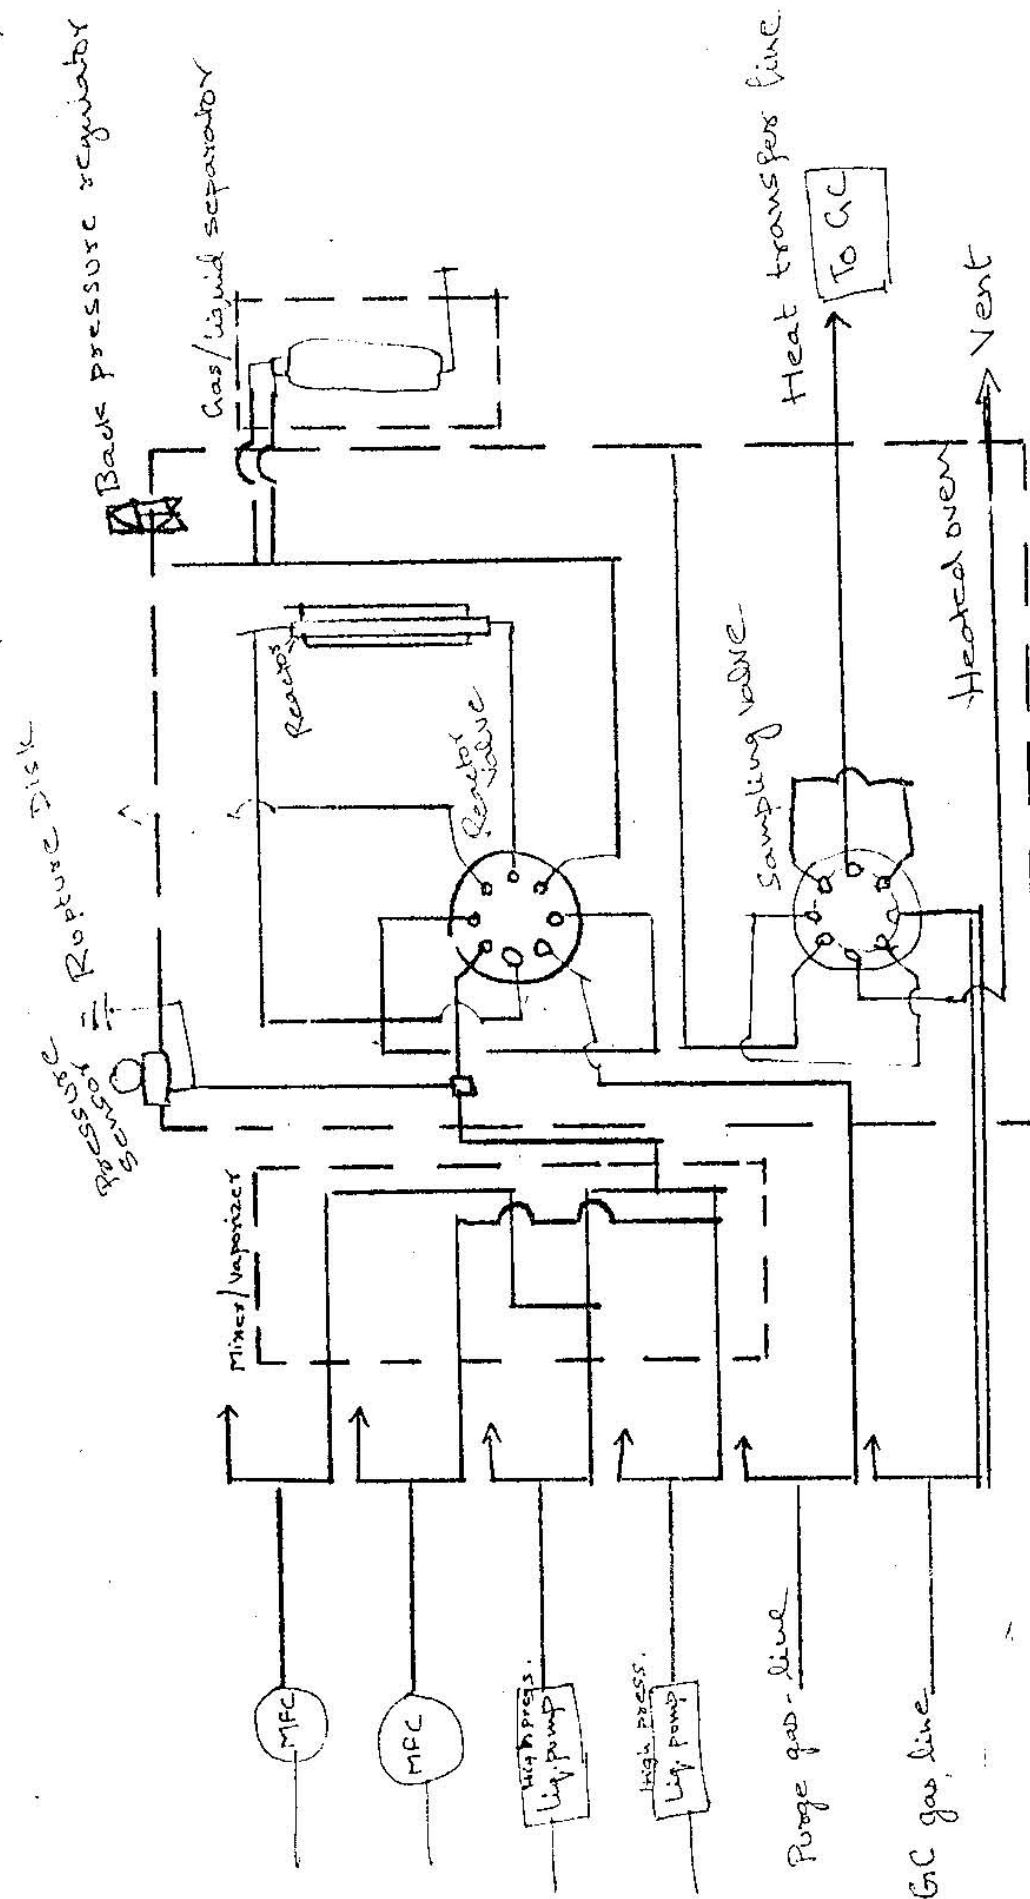 Back pressure regulator
Gas/liquid separator
Heat transfer line
To GC
Vent
Heated oven
Rupture Disk
Pressure
sensor
Reactor
Reactor
valve
Sampling valve
Mixer/vaporizer
MFC
MFC
High press.
Liq. pump
High press.
Liq. pump
Purge gas-line
GC gas line